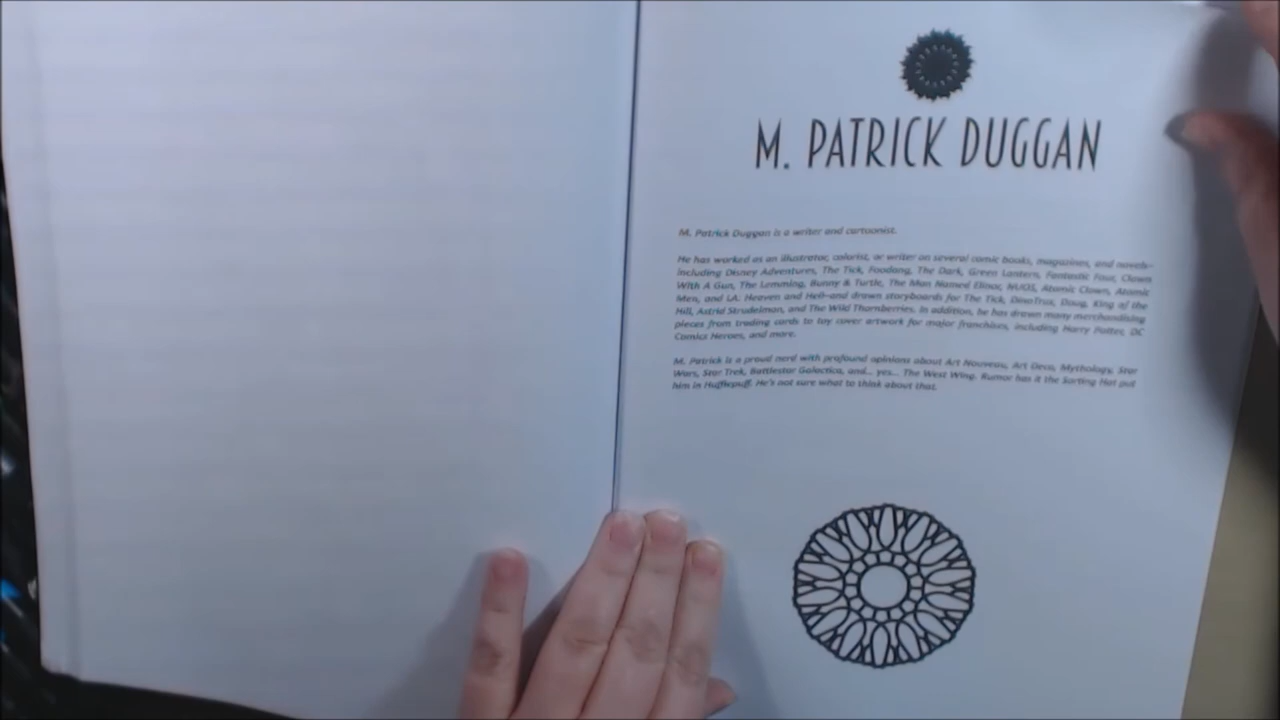 M. PATRICK DUGGAN
M. Patrick Duggan is a writer and cartoonist.
He has worked as an illustrator, colorist, or writer on several comic books, magazines, and novels—
including Disney Adventures, The Tick, Foodang, The Dark, Green Lantern, Fantastic Four, Clown
With A Gun, The Lemming, Bunny & Turtle, The Man Named Elinor, NUOS, Atomic Clown, Atomic
Men, and LA: Heaven and Hell—and drawn storyboards for The Tick, DinoTrux, Doug, King of the
Hill, Astrid Strudelman, and The Wild Thornberries. In addition, he has drawn many merchandising
pieces from trading cards to toy cover artwork for major franchises, including Harry Potter, DC
Comics Heroes, and more.
M. Patrick is a proud nerd with profound opinions about Art Nouveau, Art Deco, Mythology, Star
Wars, Star Trek, Battlestar Galactica, and... yes... The West Wing. Rumor has it the Sorting Hat put
him in Hufflepuff. He's not sure what to think about that.